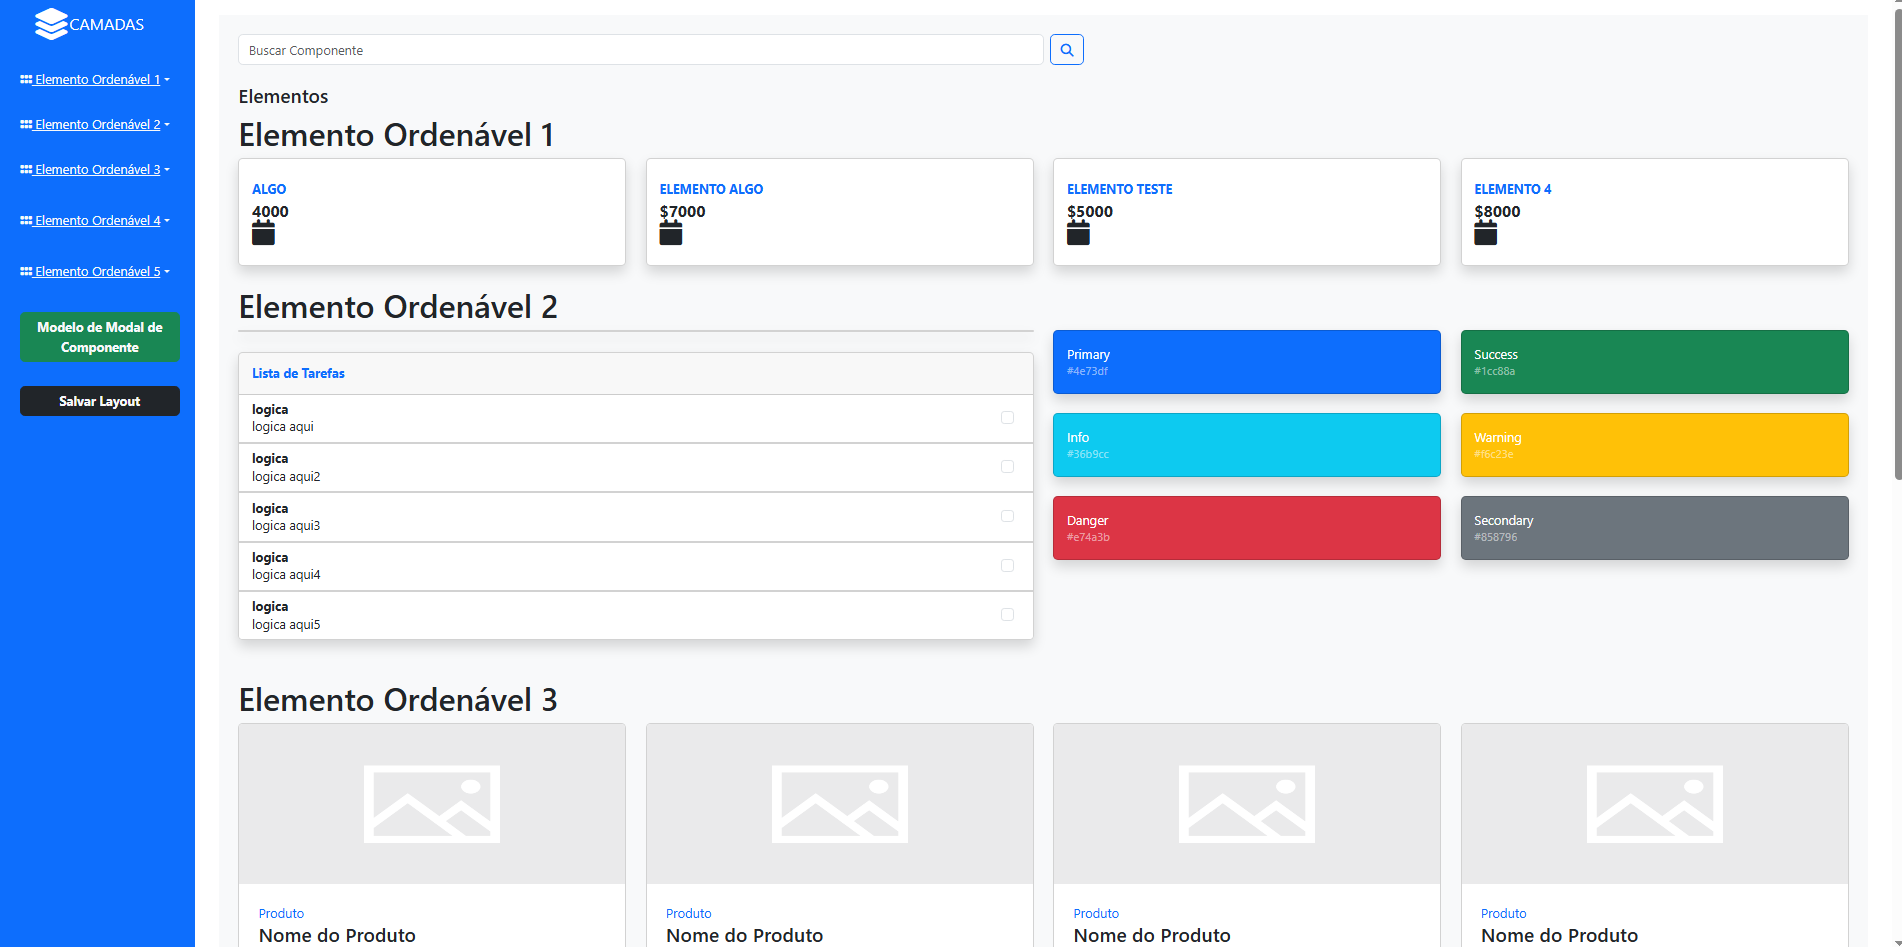 CAMADAS
Elemento Ordenável 1
Elemento Ordenável 2
Elemento Ordenável 3
Elemento Ordenável 4
Elemento Ordenável 5
Modelo de Modal de
Componente
Salvar Layout
Buscar Componente
Elementos
Elemento Ordenável 1
ALGO
4000
ELEMENTO ALGO
$7000
ELEMENTO TESTE
$5000
ELEMENTO 4
$8000
Elemento Ordenável 2
Lista de Tarefas
logica
logica aqui
logica
logica aqui2
logica
logica aqui3
logica
logica aqui4
logica
logica aqui5
Primary
#4e73df
Success
#1cc88a
Info
#36b9cc
Warning
#f6c23e
Danger
#e74a3b
Secondary
#858796
Elemento Ordenável 3
Produto
Nome do Produto
Produto
Nome do Produto
Produto
Nome do Produto
Produto
Nome do Produto